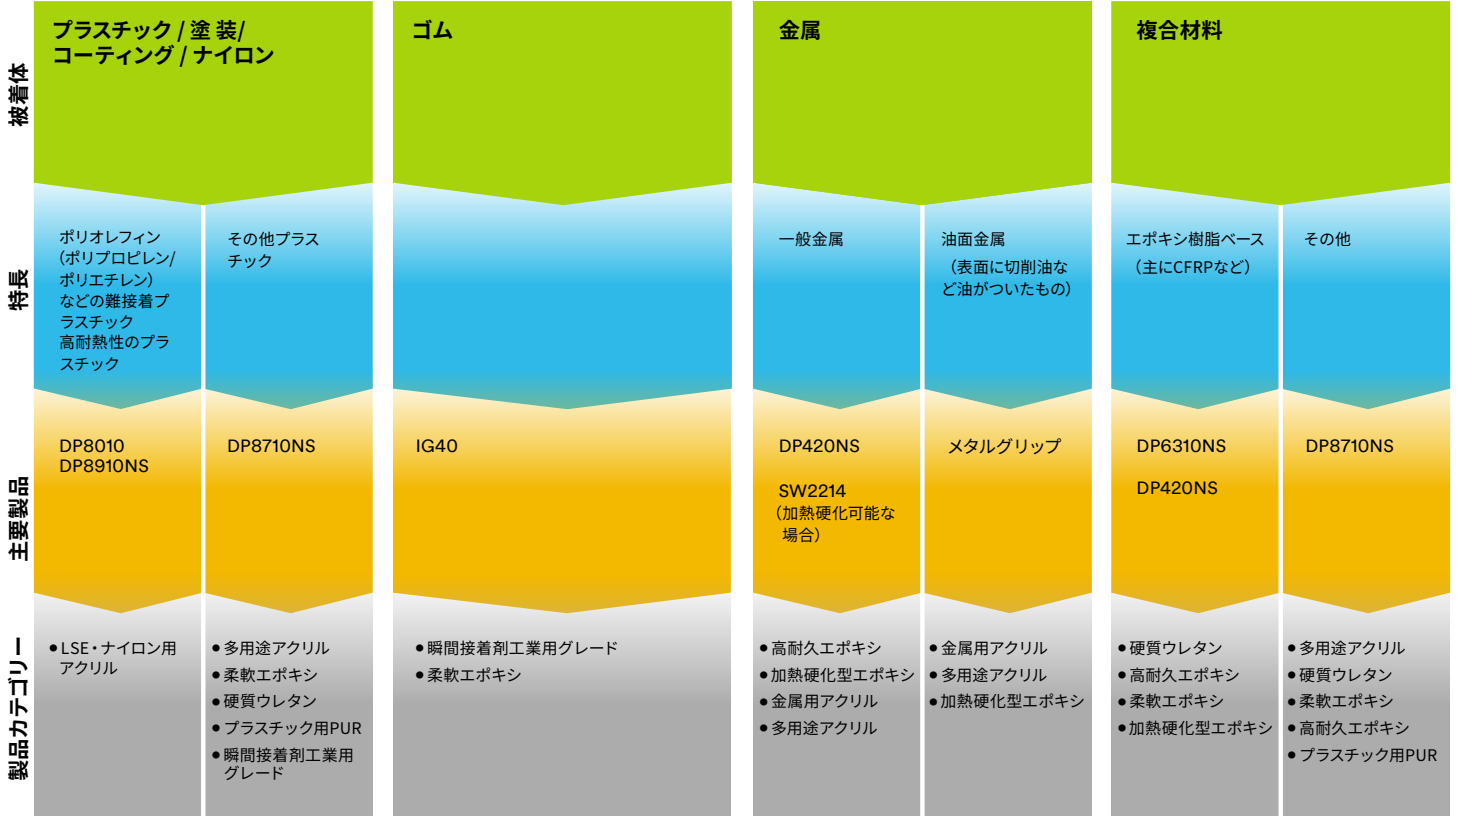 被着体
プラスチック / 塗 装/
コーティング / ナイロン
ゴム
金属
複合材料
特長
ポリオレフィン
(ポリプロピレン/
ポリエチレン)
などの難接着プ
ラスチック
高耐熱性のプラ
スチック
その他プラス
チック
一般金属
油面金属
(表面に切削油な
ど油がついたもの)
エポキシ樹脂ベース
(主にCFRPなど)
その他
主要製品
DP8010
DP8910NS
DP8710NS
IG40
DP420NS
SW2214
(加熱硬化可能な
場合)
メタルグリップ
DP6310NS
DP420NS
DP8710NS
製品カテゴリー
●LSE・ナイロン用
アクリル
●多用途アクリル
●柔軟エポキシ
●硬質ウレタン
●プラスチック用PUR
●瞬間接着剤工業用
グレード
●瞬間接着剤工業用グレード
●柔軟エポキシ
●高耐久エポキシ
●加熱硬化型エポキシ
●金属用アクリル
●多用途アクリル
●金属用アクリル
●多用途アクリル
●加熱硬化型エポキシ
●硬質ウレタン
●高耐久エポキシ
●柔軟エポキシ
●加熱硬化型エポキシ
●多用途アクリル
●硬質ウレタン
●柔軟エポキシ
●高耐久エポキシ
●プラスチック用PUR